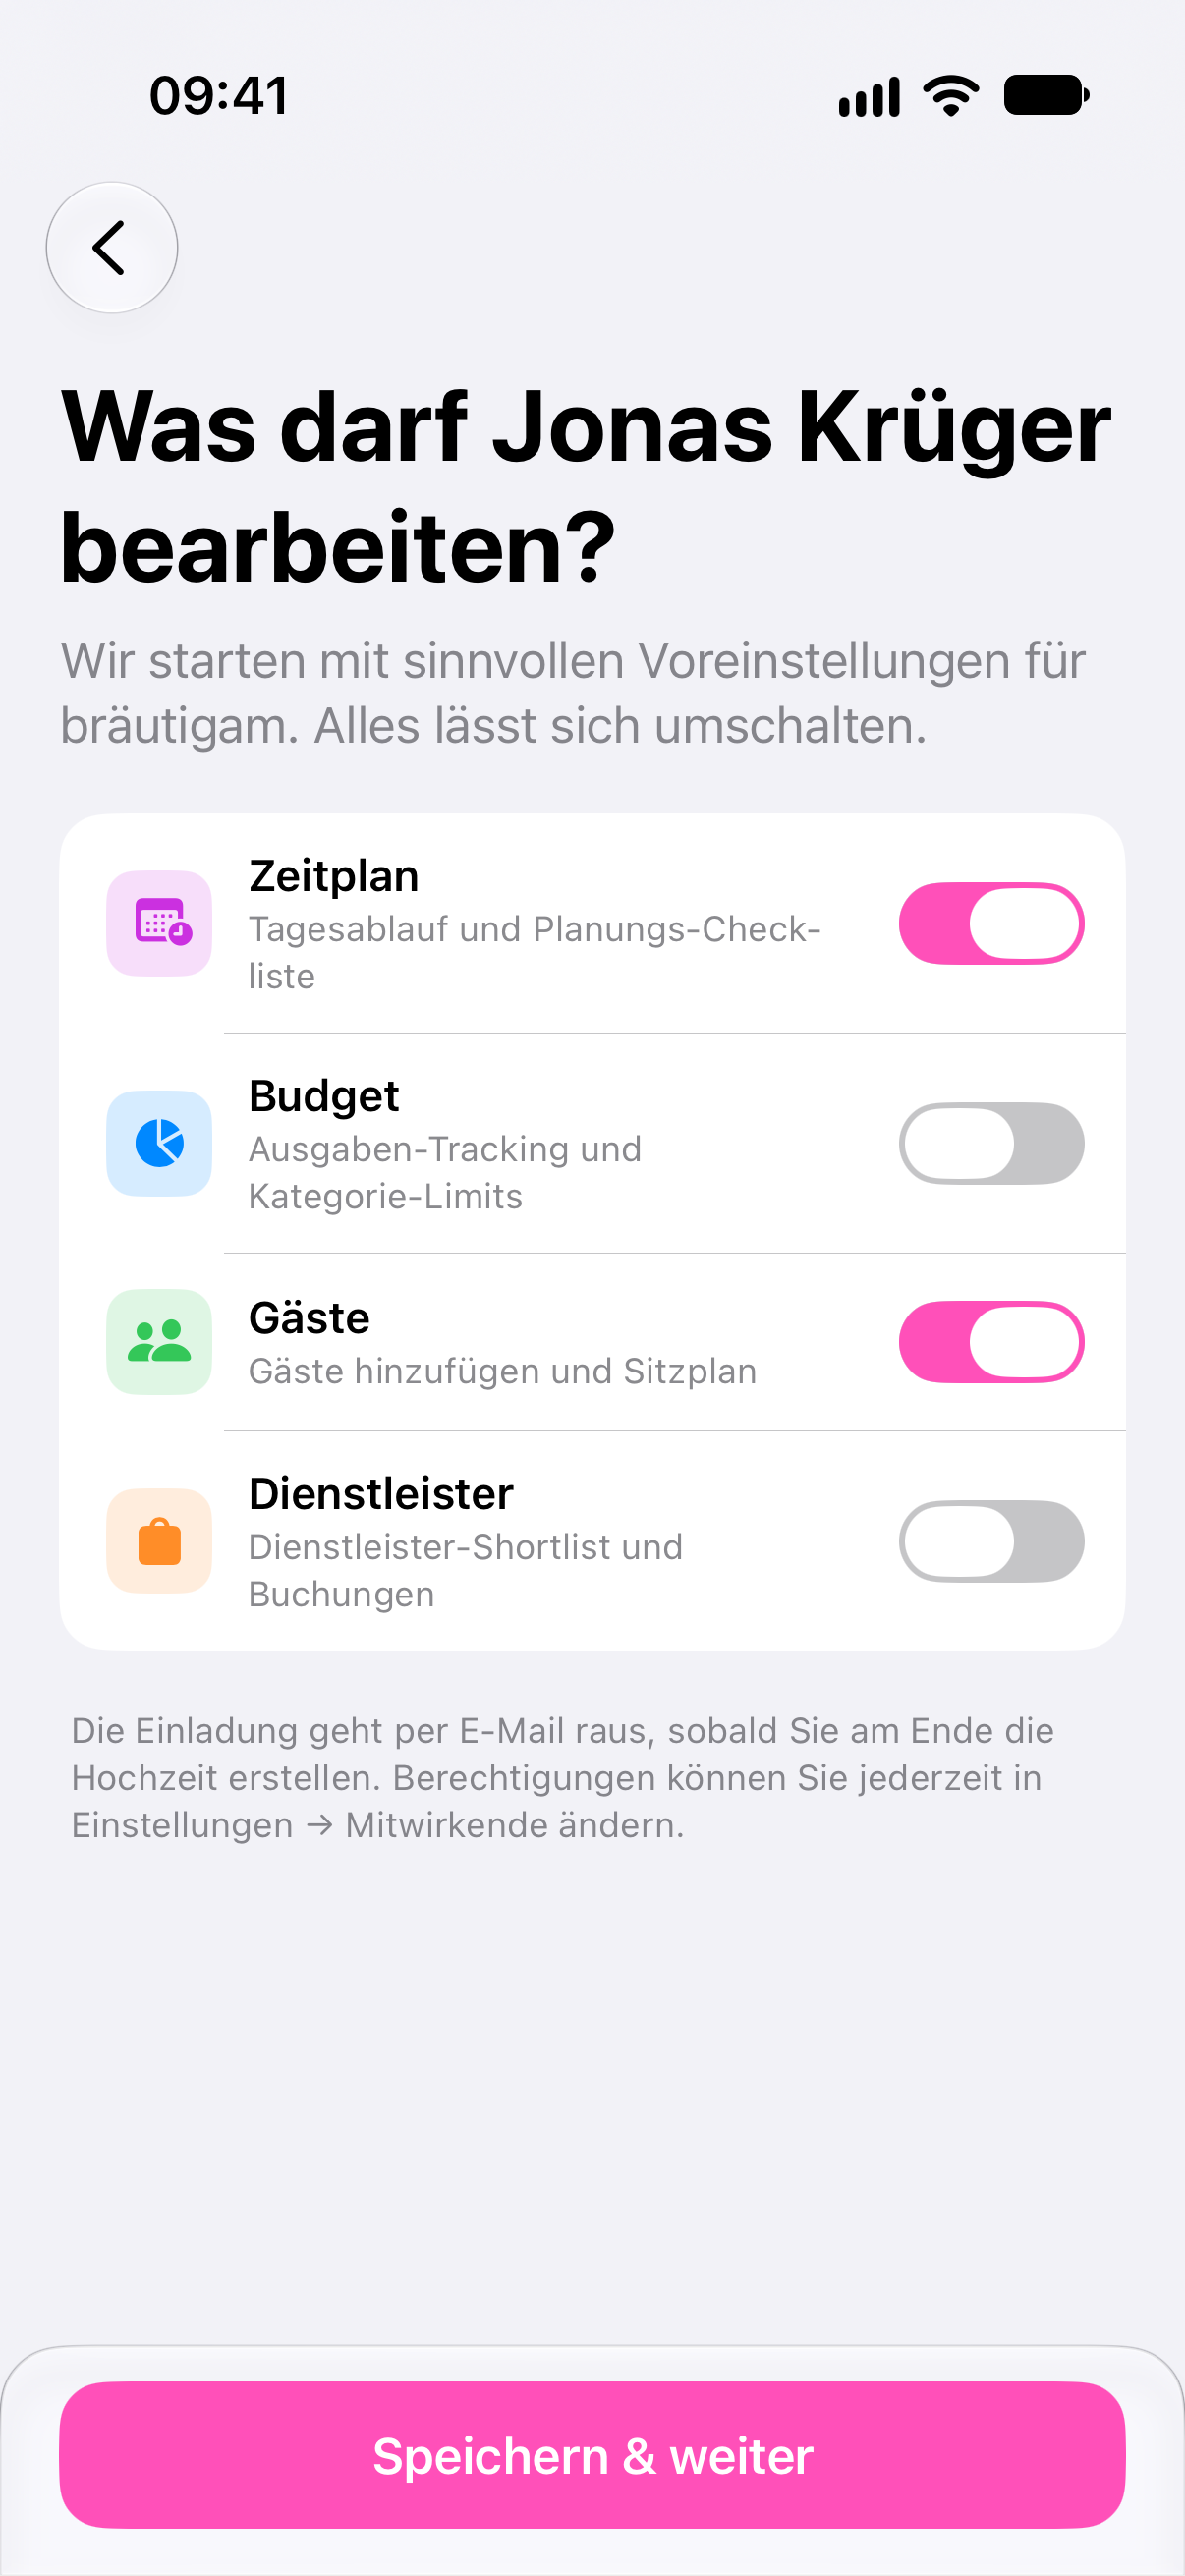 09:41
Was darf Jonas Krüger
bearbeiten?
Wir starten mit sinnvollen Voreinstellungen für
bräutigam. Alles lässt sich umschalten.
Zeitplan
Tagesablauf und Planungs-Check-
liste
Budget
Ausgaben-Tracking und
Kategorie-Limits
Gäste
Gäste hinzufügen und Sitzplan
Dienstleister
Dienstleister-Shortlist und
Buchungen
Die Einladung geht per E-Mail raus, sobald Sie am Ende die
Hochzeit erstellen. Berechtigungen können Sie jederzeit in
Einstellungen → Mitwirkende ändern.
Speichern & weiter